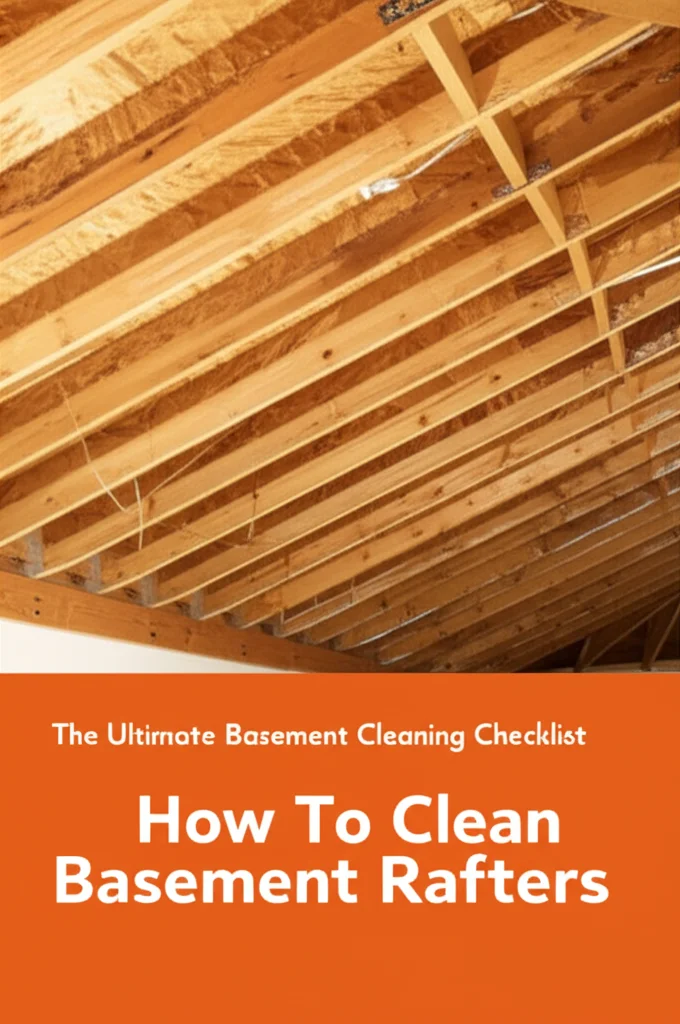 The Ultirnate Basement Cleaning Checklist
How To Clean
Basement Rafters